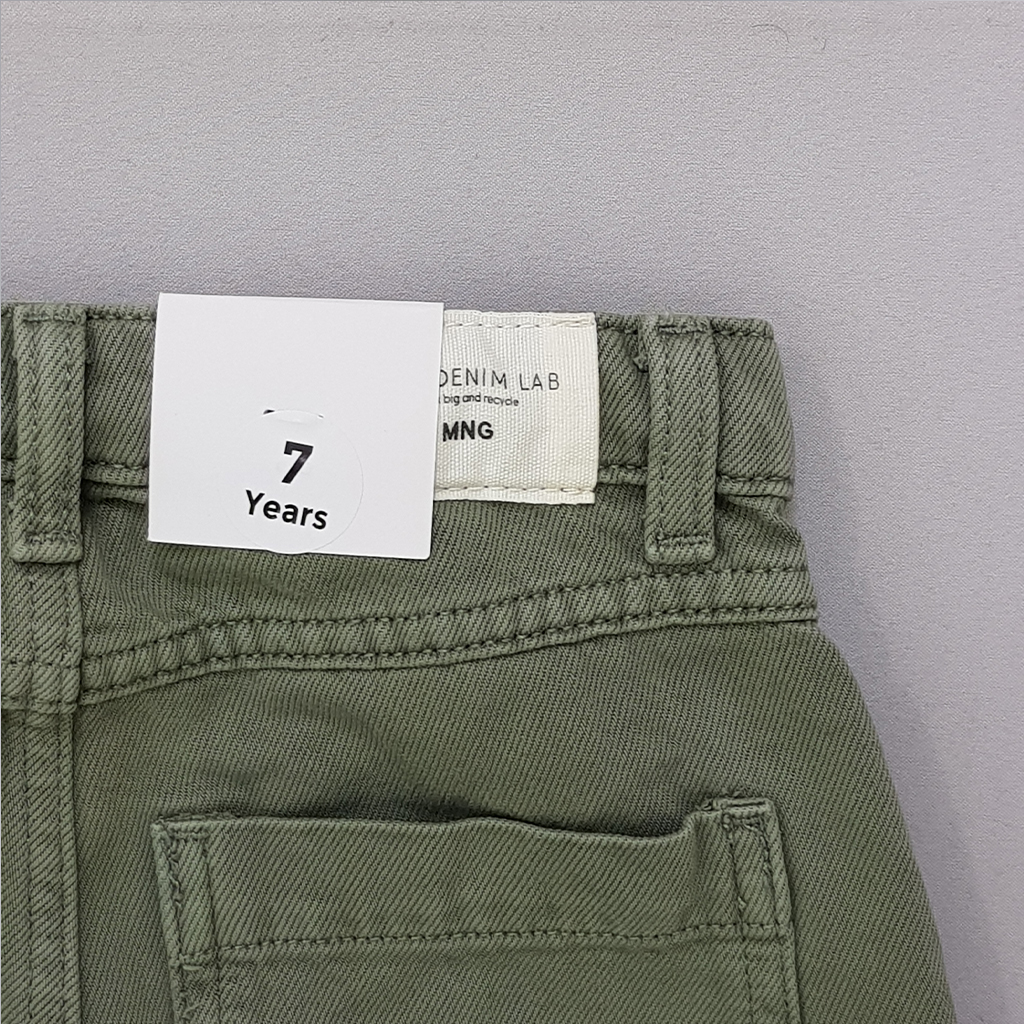 7
Years
DENIM LAB
big and recycle
MNG